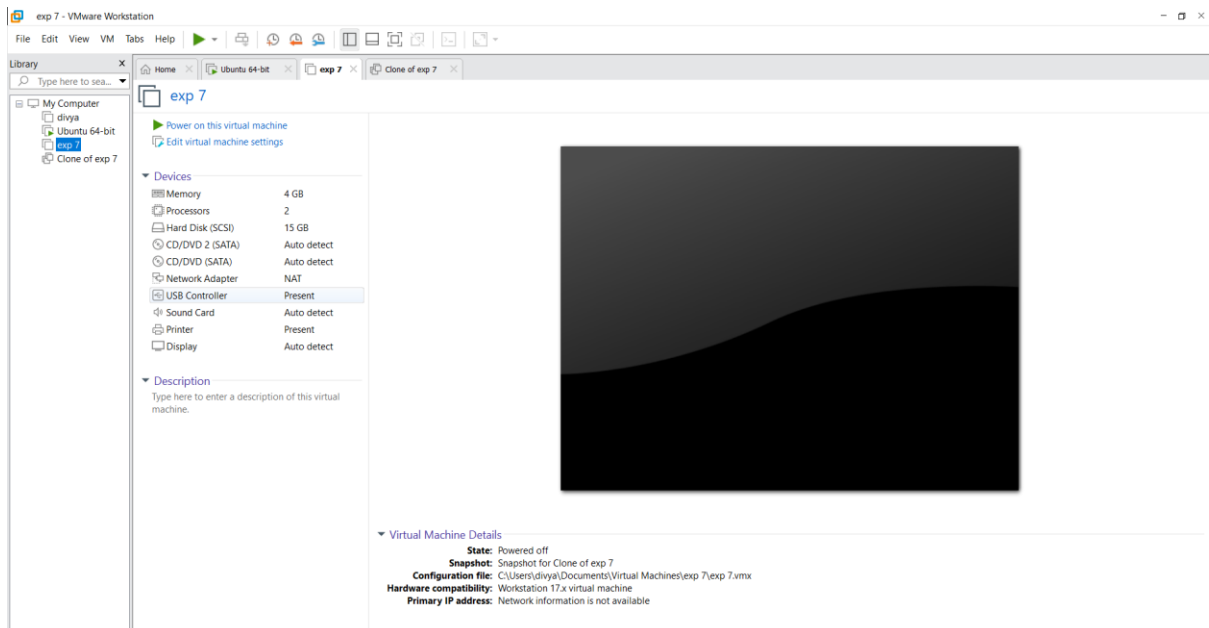 exp 7 - VMware Workstation
File Edit View VM Tabs Help
Library X
Type here to sea...
My Computer
divya
Ubuntu 64-bit
exp 7
Clone of exp 7
Home Ubuntu 64-bit exp 7 Clone of exp 7
exp 7
Power on this virtual machine
Edit virtual machine settings
Devices
Memory 4 GB
Processors 2
Hard Disk (SCSI) 15 GB
CD/DVD 2 (SATA) Auto detect
CD/DVD (SATA) Auto detect
Network Adapter NAT
USB Controller Present
Sound Card Auto detect
Printer Present
Display Auto detect
Description
Type here to enter a description of this virtual
machine.
Virtual Machine Details
State: Powered off
Snapshot: Snapshot for Clone of exp 7
Configuration file: C:\Users\divya\Documents\Virtual Machines\exp 7\exp 7.vmx
Hardware compatibility: Workstation 17.x virtual machine
Primary IP address: Network information is not available